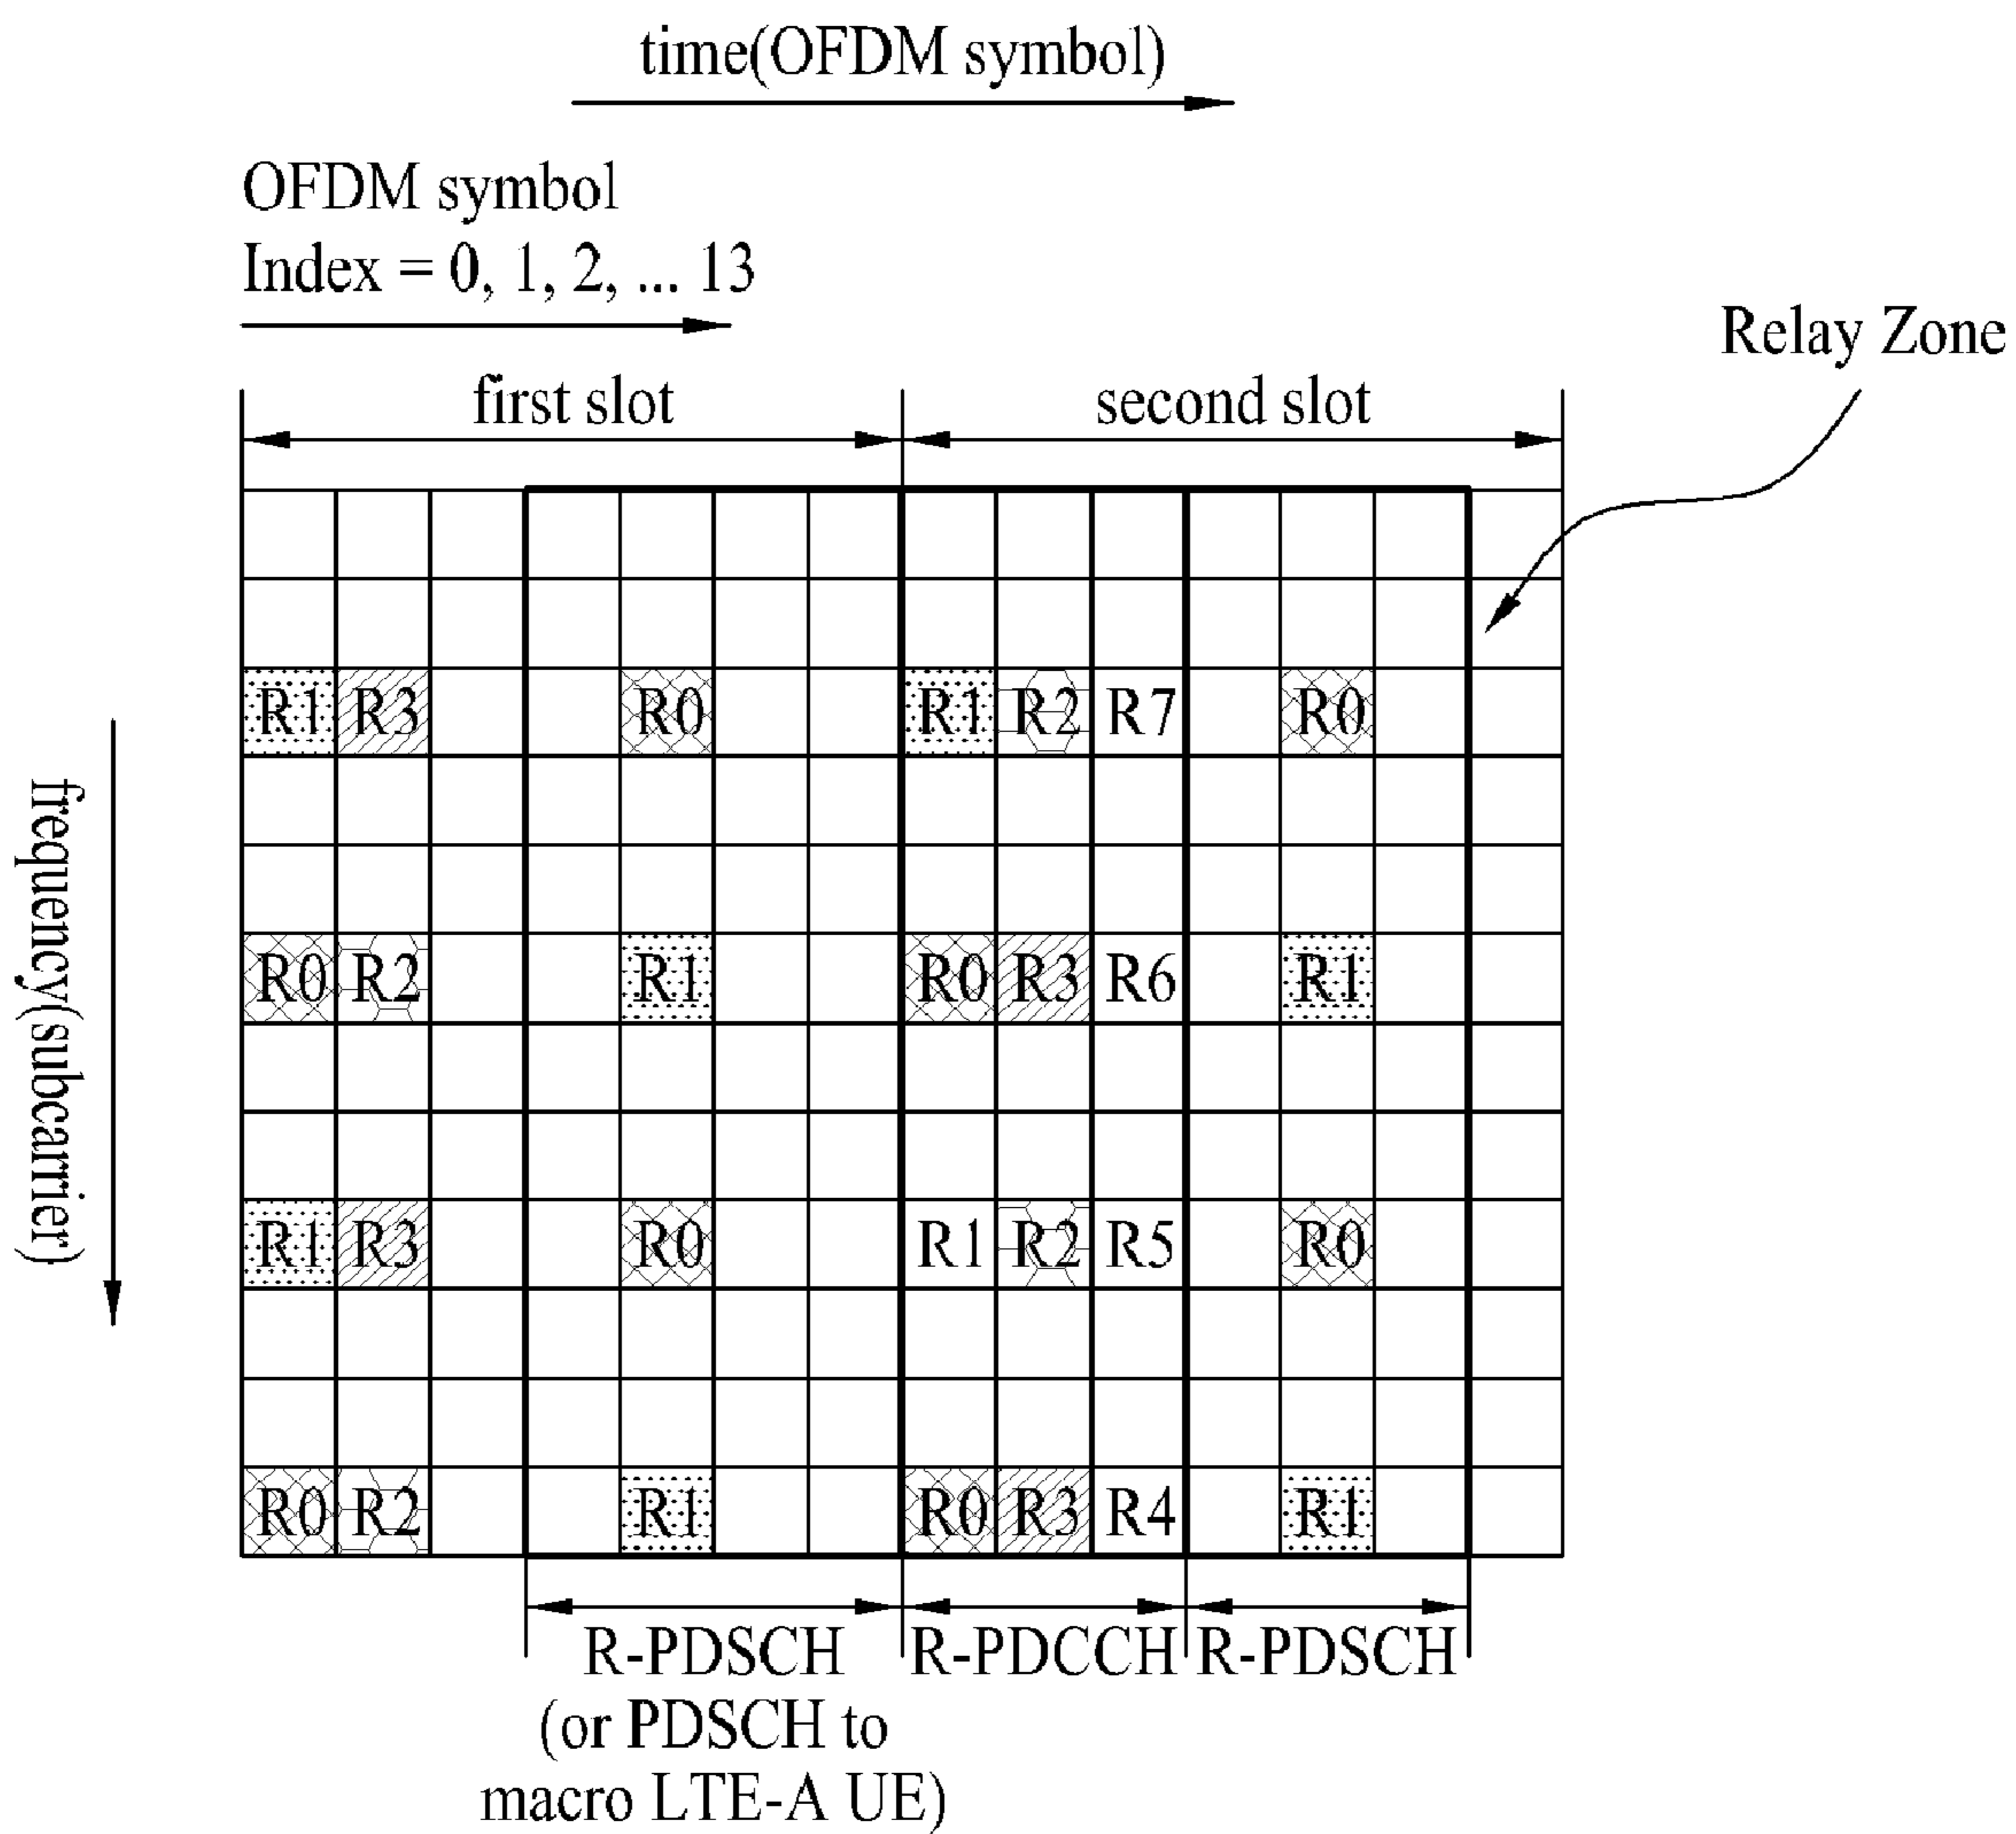 time(OFDM symbol)
OFDM symbol
Index = 0, 1, 2, ... 13
Relay Zone
first slot second slot
R1 R3 R0 R1 R2 R7 R0
R0 R2 R1 R0 R3 R6 R1
R1 R3 R0 R1 R2 R5 R0
R0 R2 R1 R0 R3 R4 R1
frequency(subcarrier)
R-PDSCH R-PDCCH R-PDSCH
(or PDSCH to
macro LTE-A UE)